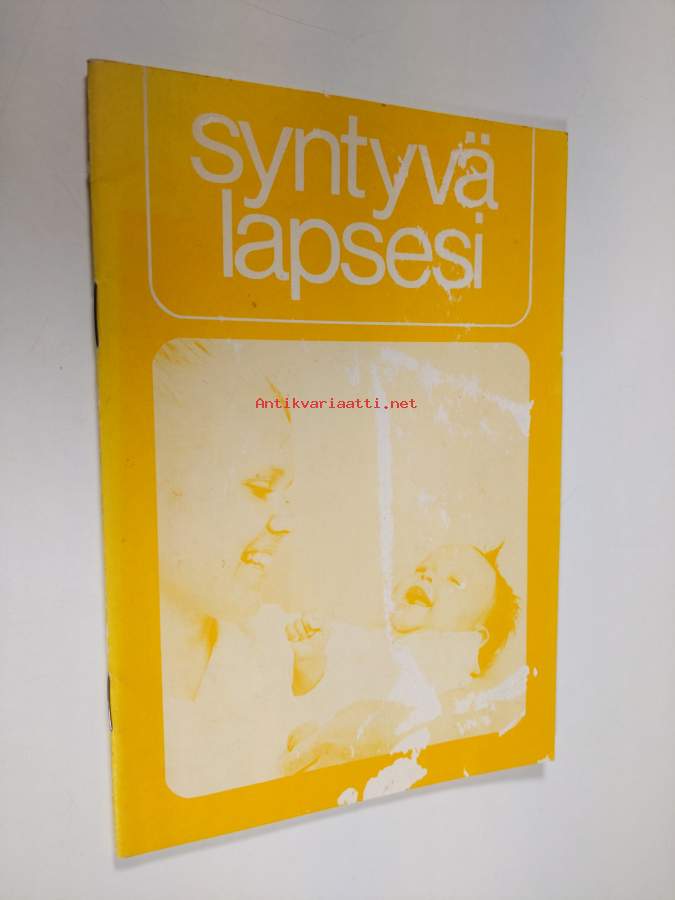 syntyvä
lapsesi
Antikvariaatti.net